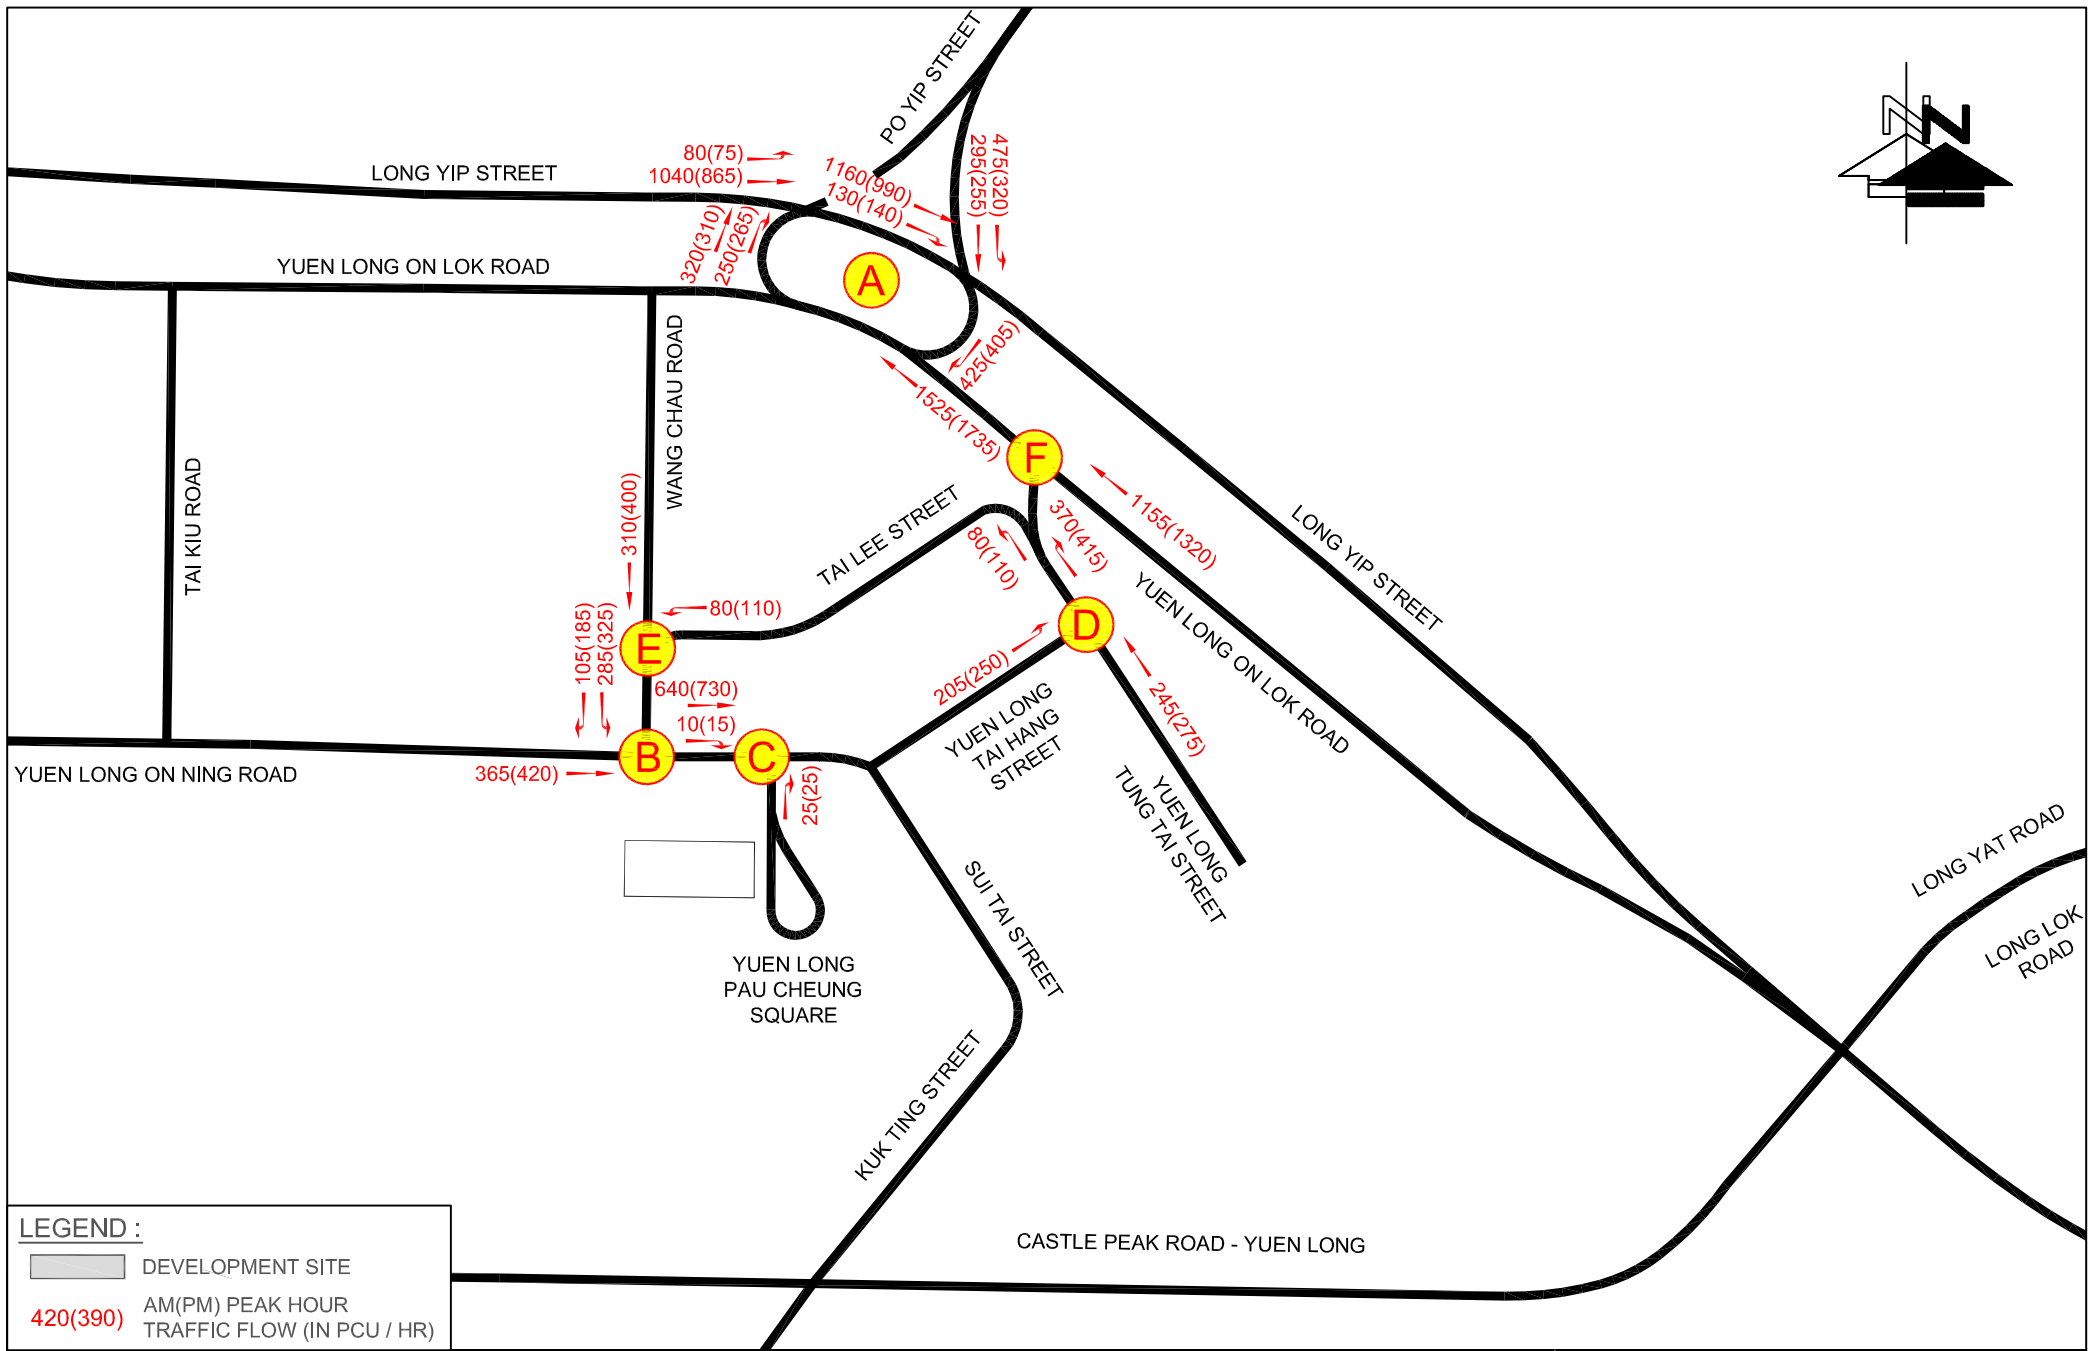 PO YIP STREET
N
N
LONG YIP STREET
80(75)
1040(865)
1160(990)
130(140)
475(320)
295(255)
320(310)
250(265)
A
YUEN LONG ON LOK ROAD
WANG CHAU ROAD
425(405)
1525(1735)
F
TAI KIU ROAD
310(400)
TAI LEE STREET
80(110)
370(415)
1155(1320)
LONG YIP STREET
YUEN LONG ON LOK ROAD
105(185)
285(325)
80(110)
E
D
205(250)
245(275)
640(730)
10(15)
YUEN LONG
TAI HANG
STREET
YUEN LONG ON NING ROAD
365(420)
B
C
25(25)
YUEN LONG
TUNG TAI STREET
SUI TAI STREET
LONG YAT ROAD
LONG LOK
ROAD
YUEN LONG
PAU CHEUNG
SQUARE
KUK TING STREET
CASTLE PEAK ROAD - YUEN LONG
LEGEND :
DEVELOPMENT SITE
420(390)
AM(PM) PEAK HOUR
TRAFFIC FLOW (IN PCU / HR)